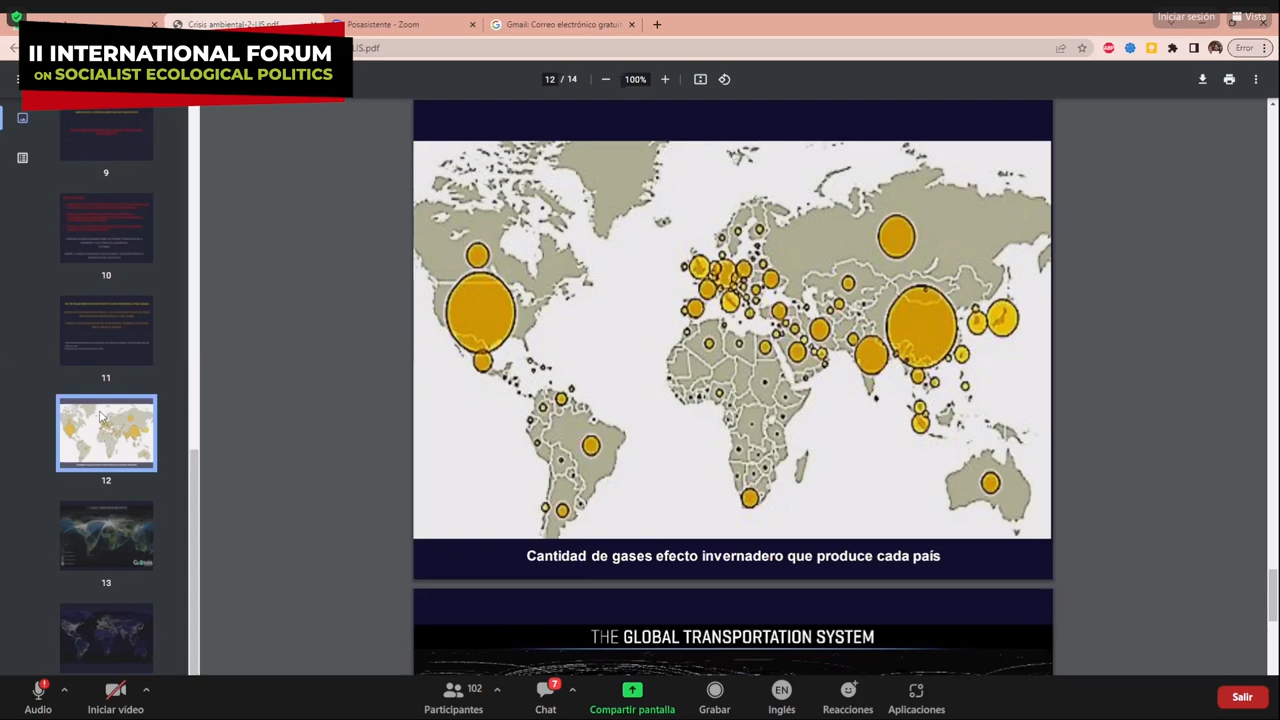 Crisis ambiental-2-LIS.pdf
Posasistente - Zoom
Gmail: Correo electrónico gratuit
Iniciar sesión
Vista
II INTERNATIONAL FORUM
ON SOCIALIST ECOLOGICAL POLITICS
IS.pdf
Error
12 / 14
100%
9
10
11
12
13
Cantidad de gases efecto invernadero que produce cada país
THE GLOBAL TRANSPORTATION SYSTEM
Audio
Iniciar vídeo
102
Participantes
7
Chat
Compartir pantalla
Grabar
EN
Inglés
Reacciones
Aplicaciones
Salir